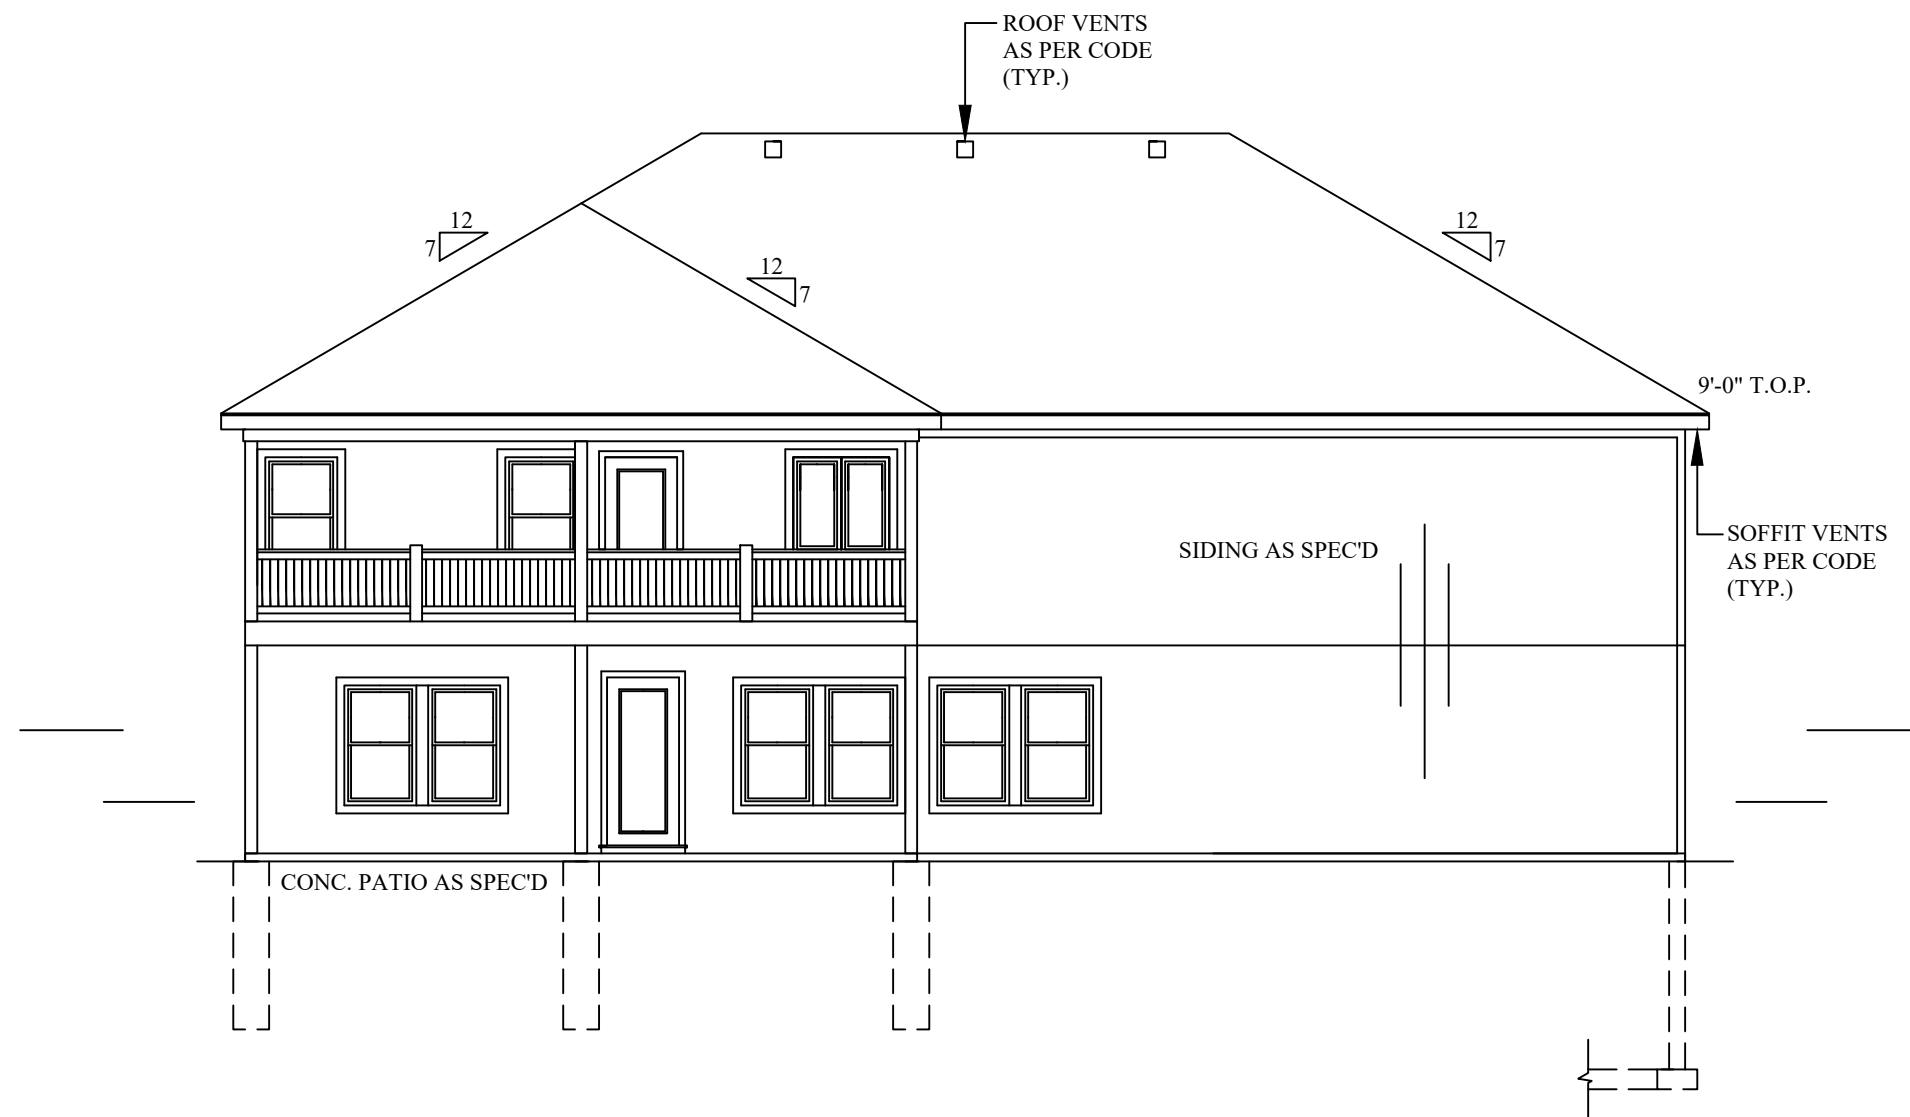 ROOF VENTS
AS PER CODE
(TYP.)
12
7
12
7
12
7
9'-0" T.O.P.
SIDING AS SPEC'D
SOFFIT VENTS
AS PER CODE
(TYP.)
CONC. PATIO AS SPEC'D